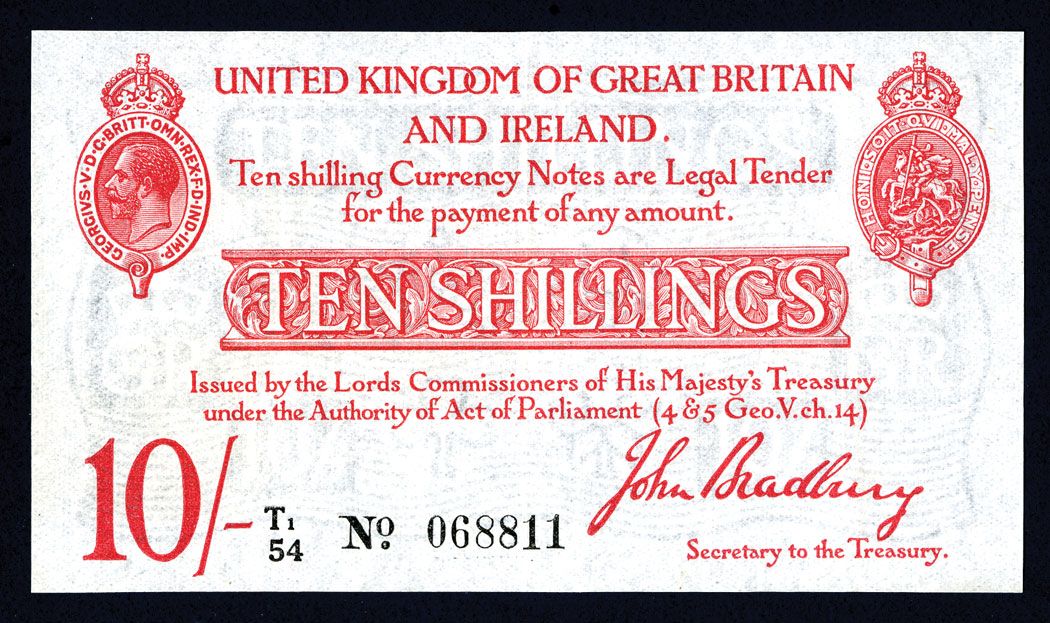 UNITED KINGDOM OF GREAT BRITAIN
AND IRELAND.
Ten shilling Currency Notes are Legal Tender
for the payment of any amount.
GEORGIVS·V·D·G·BRITT·OMN·REX·F·D·IND·IMP.
HONI·SOIT·QVI·MAL·Y·PENSE
TEN SHILLINGS
Issued by the Lords Commissioners of His Majesty's Treasury
under the Authority of Act of Parliament (4 & 5 Geo.V.ch.14)
10/-
T1
54
No. 068811
John Bradbury
Secretary to the Treasury.